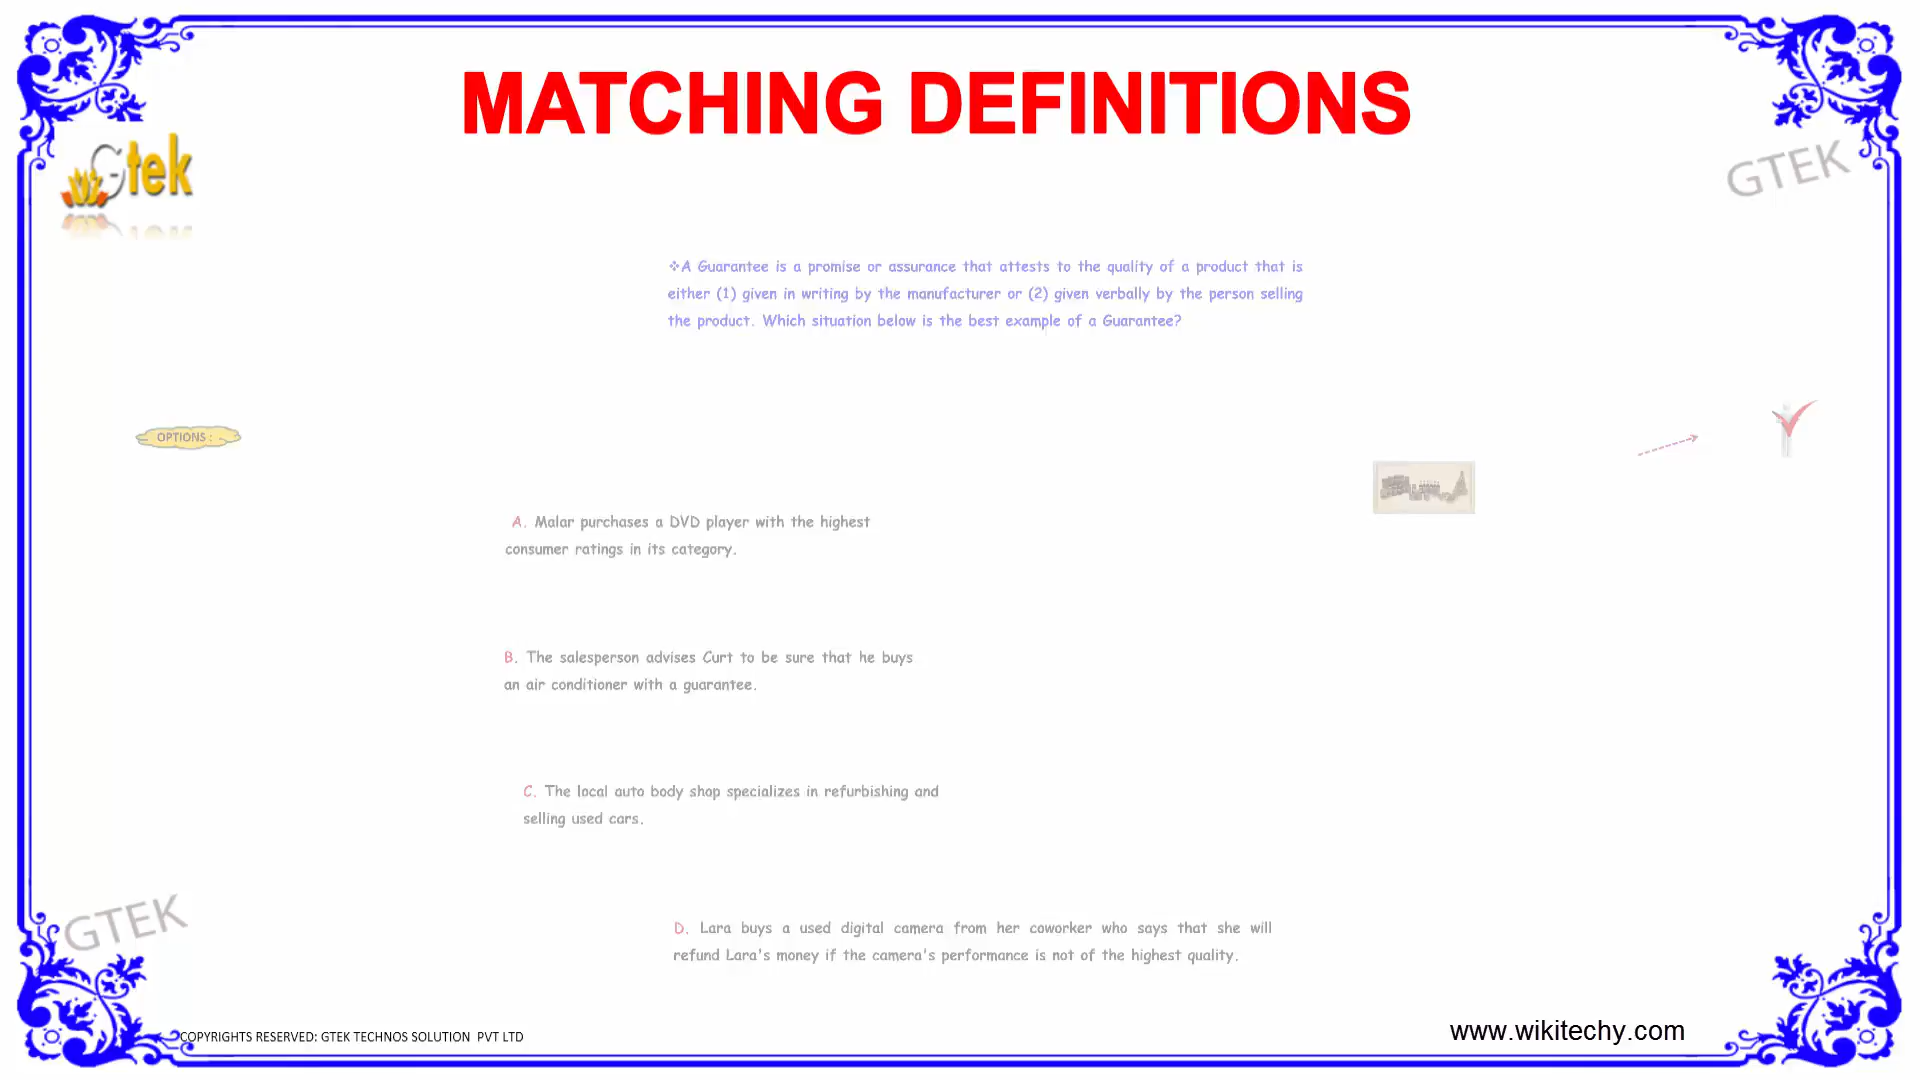 MATCHING DEFINITIONS
Gtek
GTEK
❖A Guarantee is a promise or assurance that attests to the quality of a product that is
either (1) given in writing by the manufacturer or (2) given verbally by the person selling
the product. Which situation below is the best example of a Guarantee?
OPTIONS :
A. Malar purchases a DVD player with the highest
consumer ratings in its category.
B. The salesperson advises Curt to be sure that he buys
an air conditioner with a guarantee.
C. The local auto body shop specializes in refurbishing and
selling used cars.
GTEK
D. Lara buys a used digital camera from her coworker who says that she will
refund Lara's money if the camera's performance is not of the highest quality.
COPYRIGHTS RESERVED: GTEK TECHNOS SOLUTION PVT LTD
www.wikitechy.com